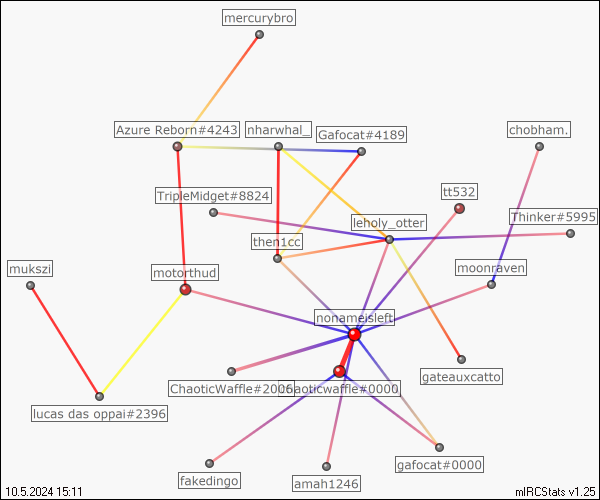 mercurybro
Azure Reborn#4243
nharwhal_
Gafocat#4189
chobham.
TripleMidget#8824
tt532
leholy_otter
Thinker#5995
then1cc
mukszi
motorthud
moonraven
nonameisleft
ChaoticWaffle#2006
chaoticwaffle#0000
gateauxcatto
lucas das oppai#2396
fakedingo
amah1246
gafocat#0000
10.5.2024 15:11
mIRCStats v1.25